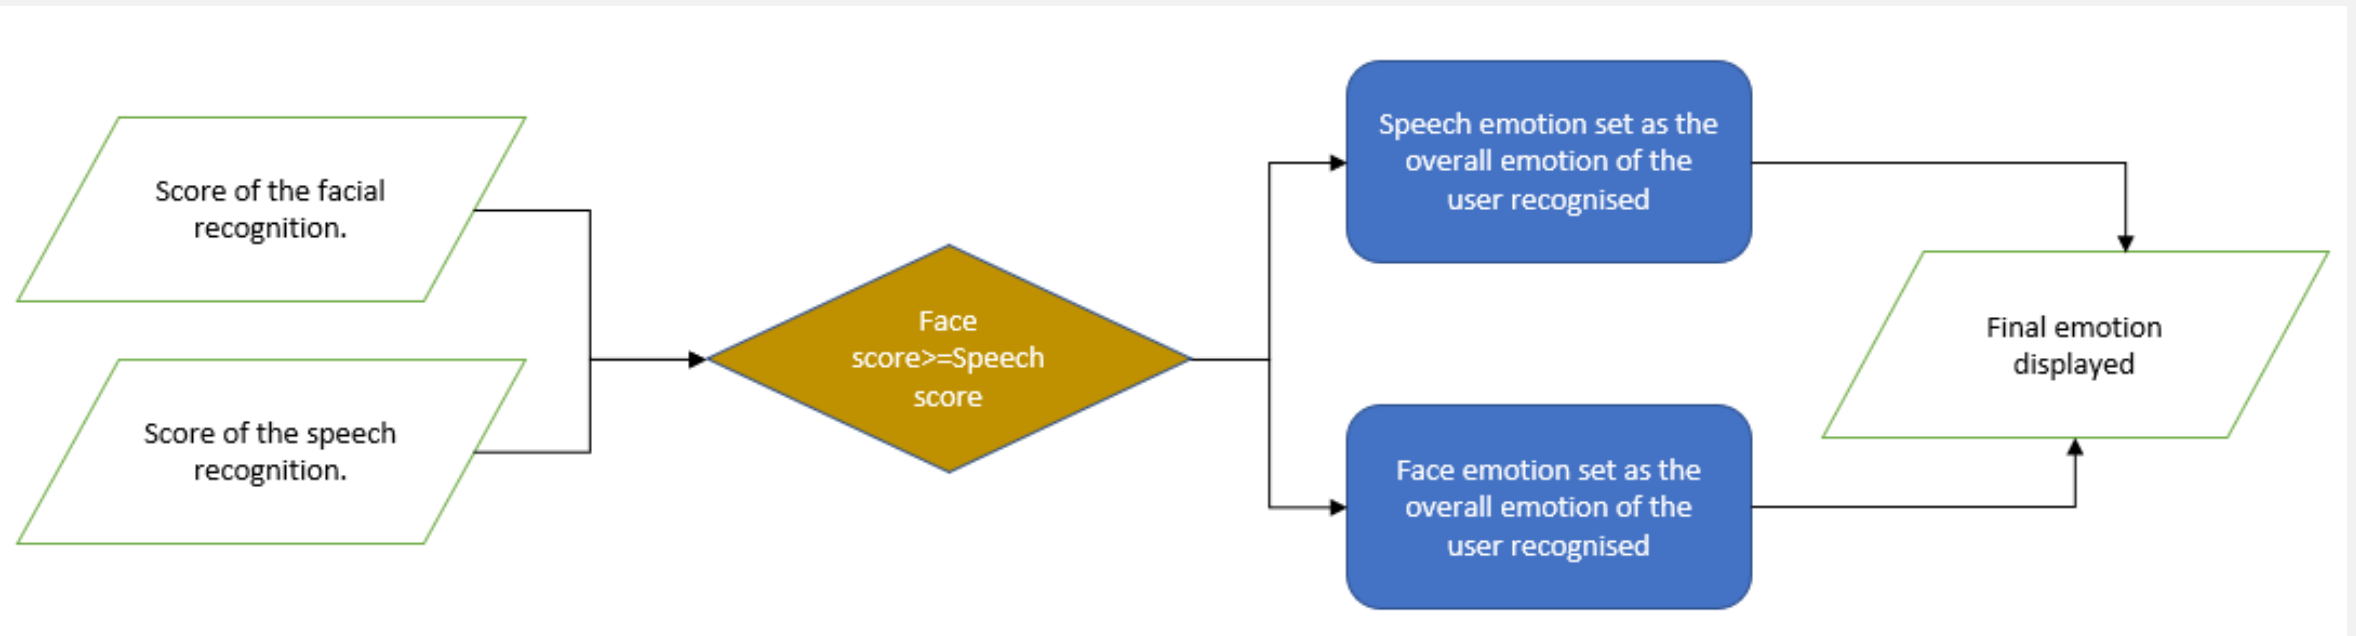 Score of the facial
recognition.
Score of the speech
recognition.
Face
score>=Speech
score
Speech emotion set as the
overall emotion of the
user recognised
Face emotion set as the
overall emotion of the
user recognised
Final emotion
displayed